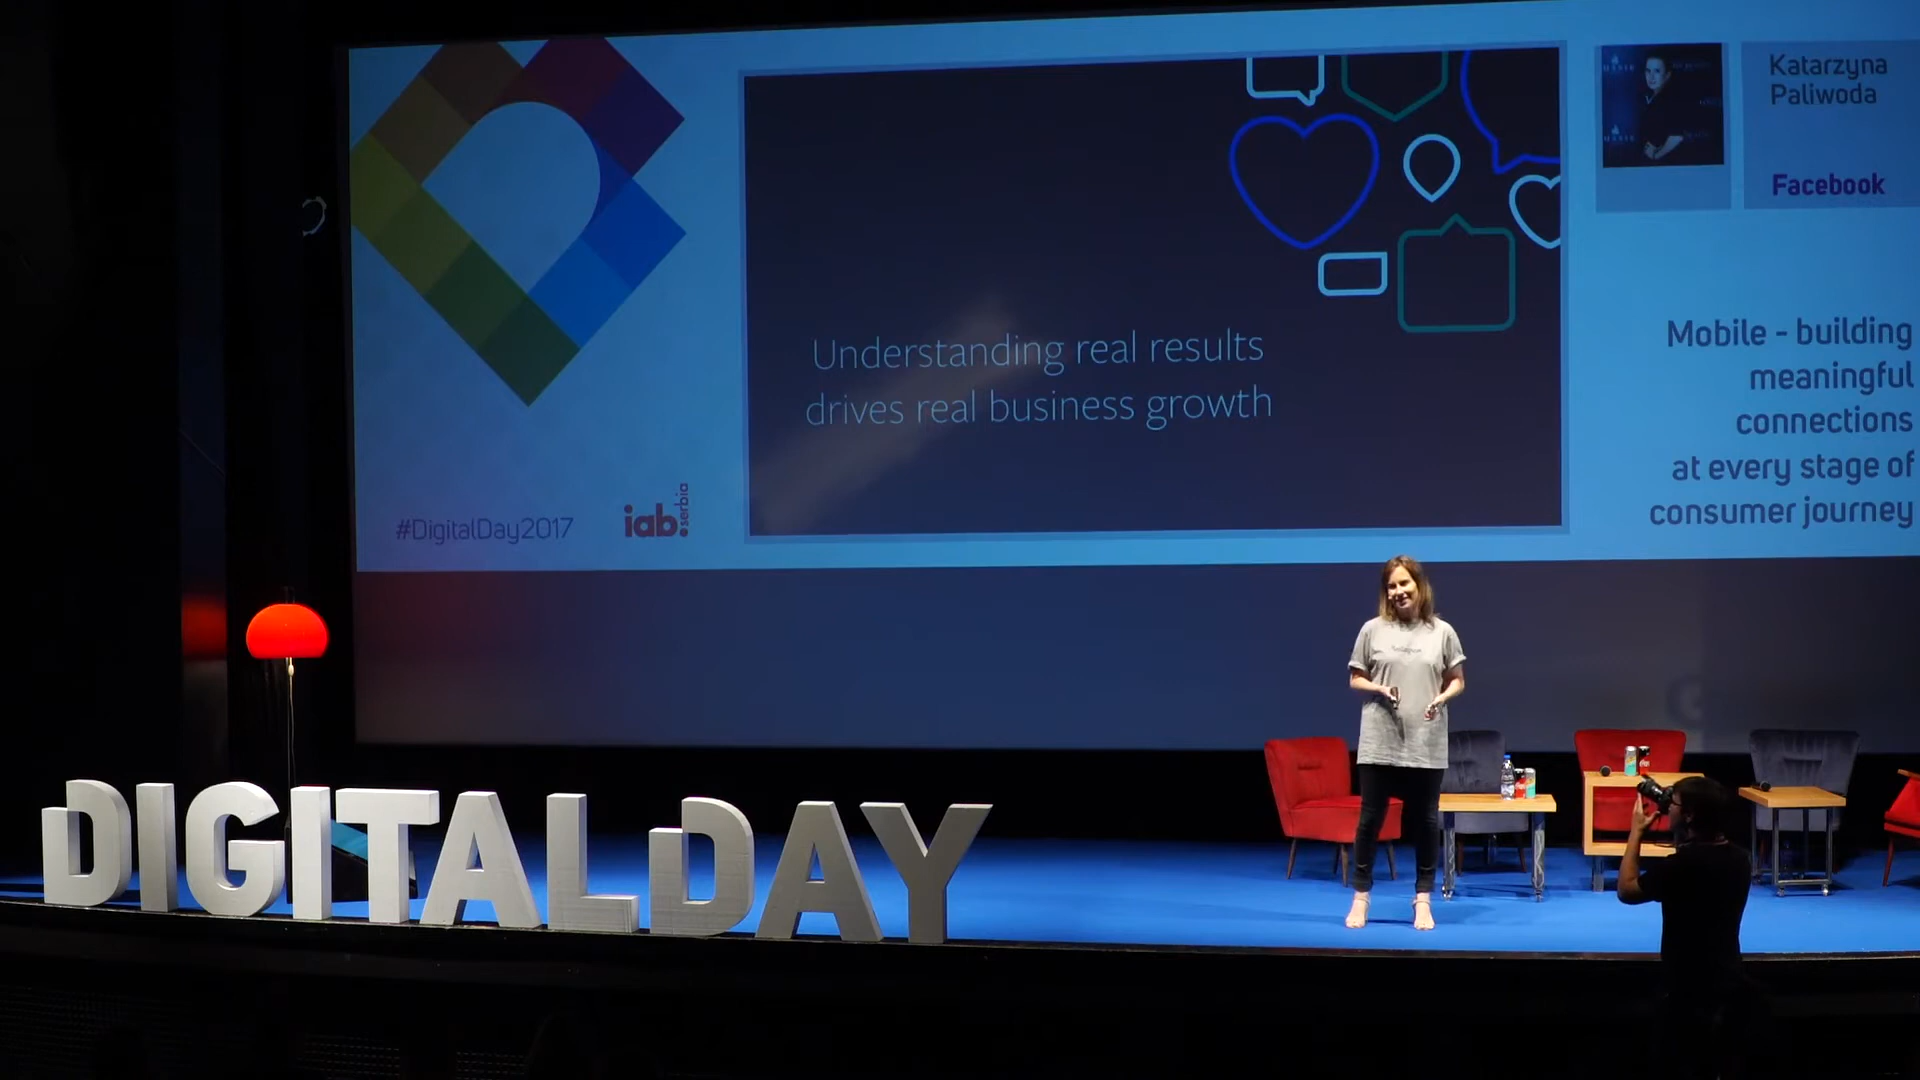 Katarzyna
Paliwoda
Facebook
Understanding real results
drives real business growth
Mobile - building
meaningful
connections
at every stage of
consumer journey
#DigitalDay2017
iab.
serbia
DIGITALDAY